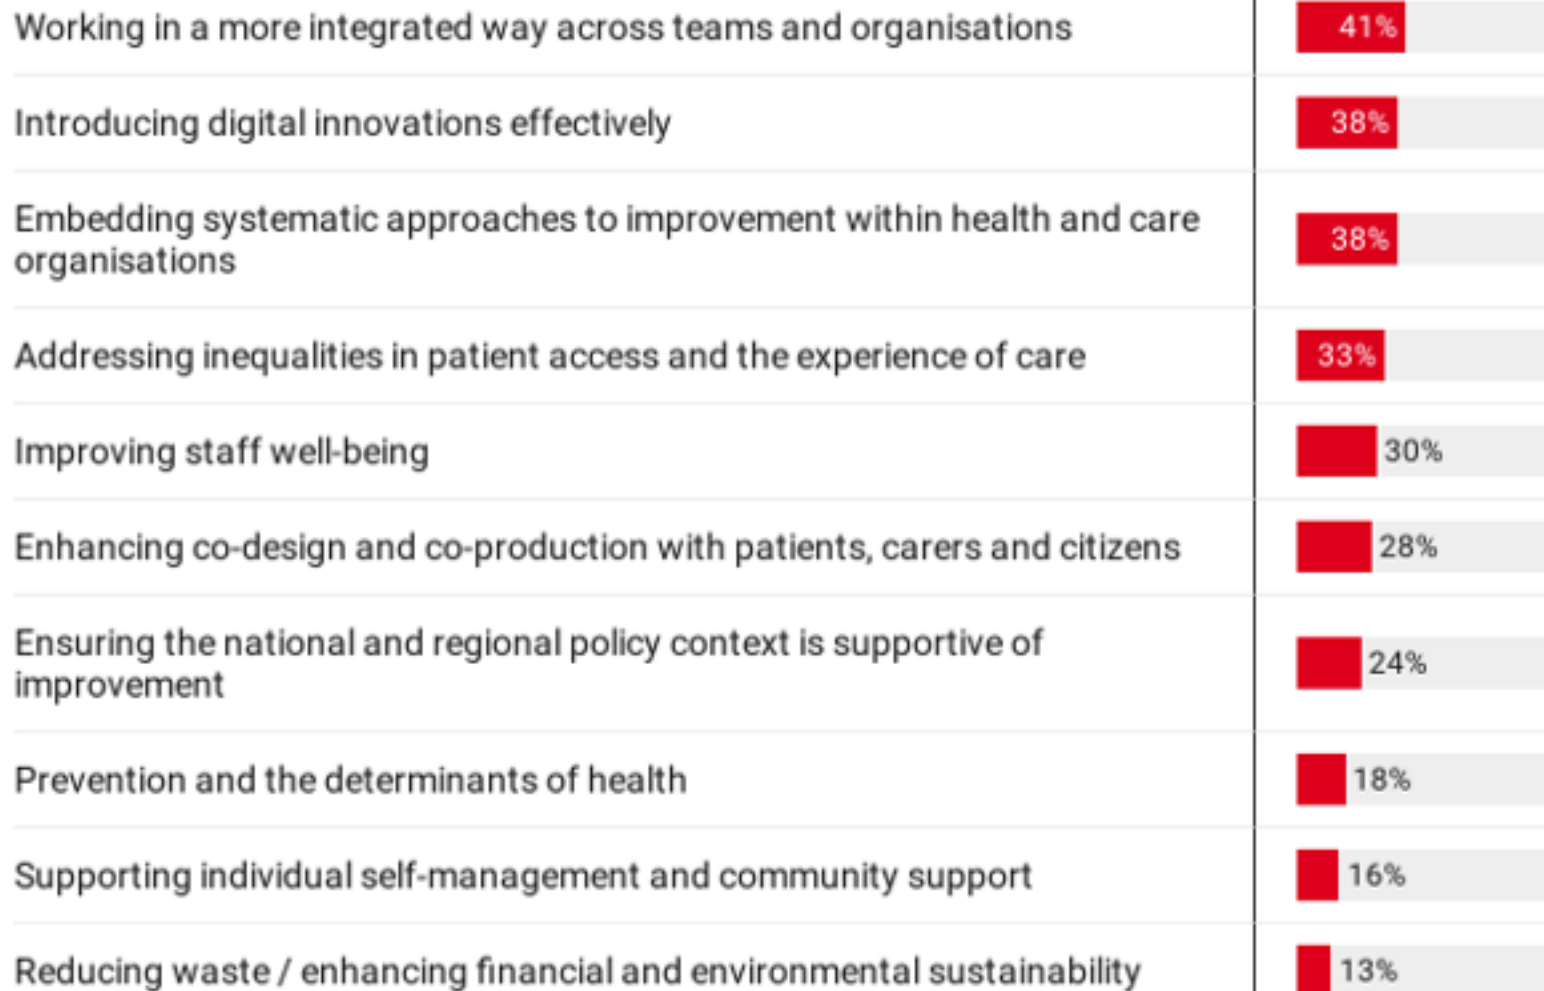 Working in a more integrated way across teams and organisations 41%
Introducing digital innovations effectively 38%
Embedding systematic approaches to improvement within health and care
organisations 38%
Addressing inequalities in patient access and the experience of care 33%
Improving staff well-being 30%
Enhancing co-design and co-production with patients, carers and citizens 28%
Ensuring the national and regional policy context is supportive of
improvement 24%
Prevention and the determinants of health 18%
Supporting individual self-management and community support 16%
Reducing waste / enhancing financial and environmental sustainability 13%